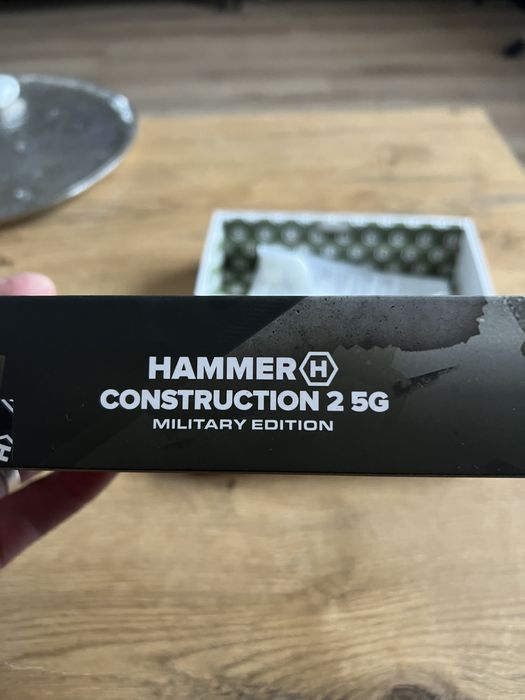 HAMMER H
CONSTRUCTION 2 5G
MILITARY EDITION